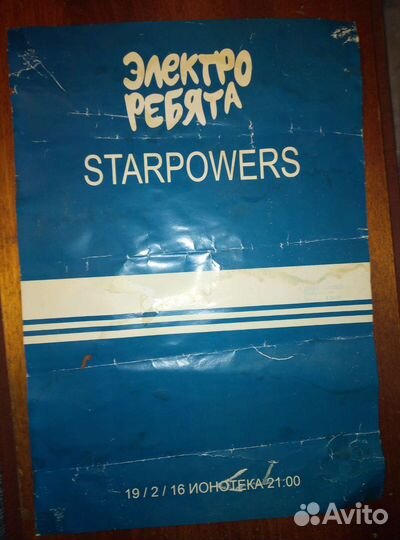 ЭЛЕКТРО
РЕБЯТА
STARPOWERS
19 / 2 / 16 ИОНОТЕКА 21:00
Avito